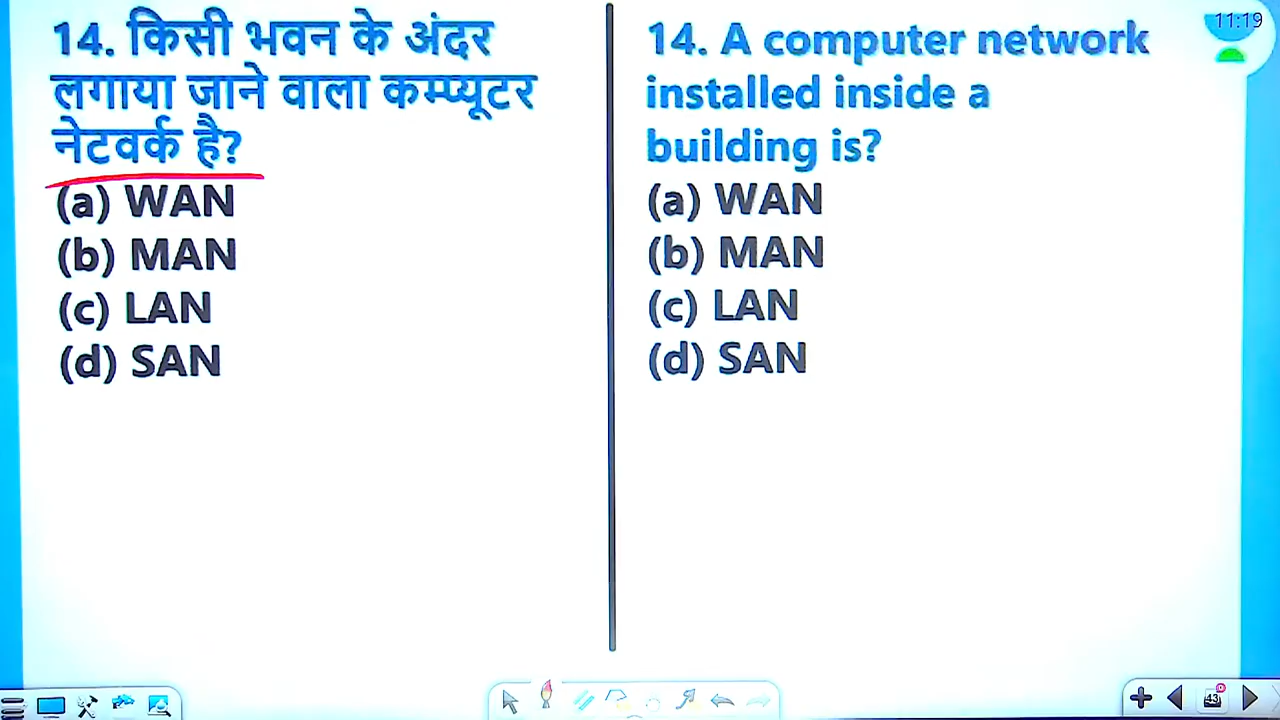 14. किसी भवन के अंदर
लगाया जाने वाला कम्प्यूटर
नेटवर्क है?
(a) WAN
(b) MAN
(c) LAN
(d) SAN
14. A computer network
installed inside a
building is?
(a) WAN
(b) MAN
(c) LAN
(d) SAN
11:19
43